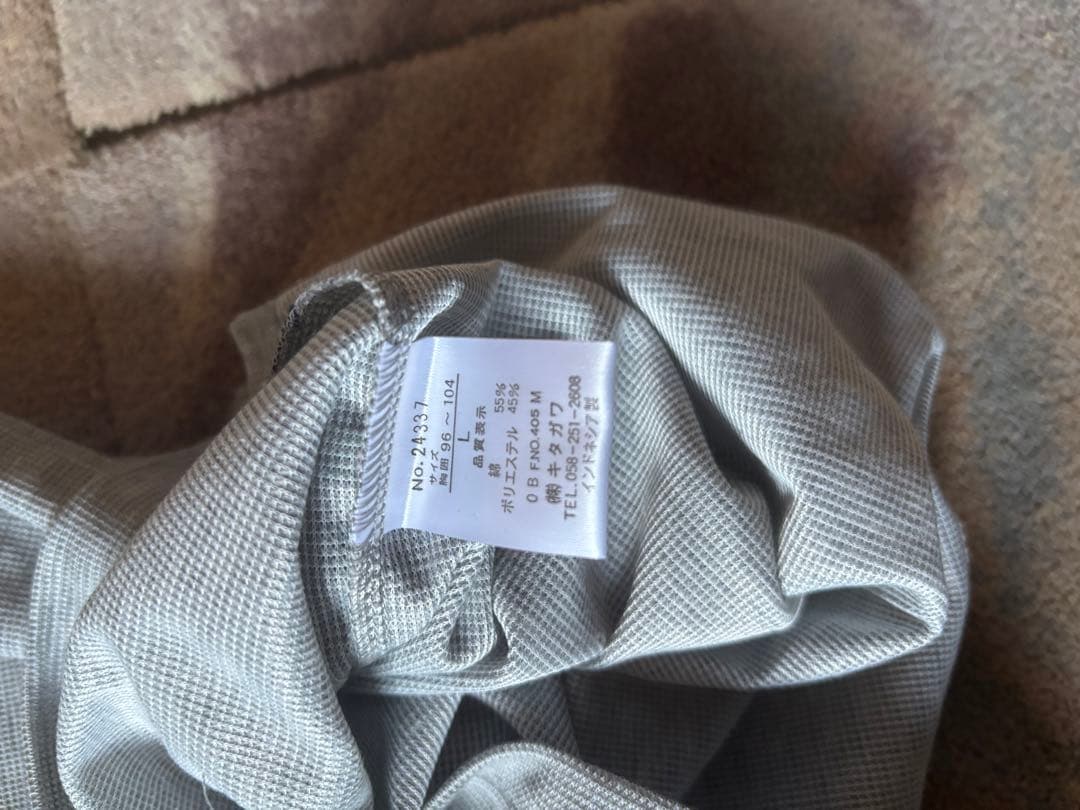 No. 24337
サイズ
胸囲 96～104
L
品質表示
綿 55%
ポリエステル 45%
OB F.NO.405 M
㈱キタガワ
TEL.058-251-2608
インドネシア製